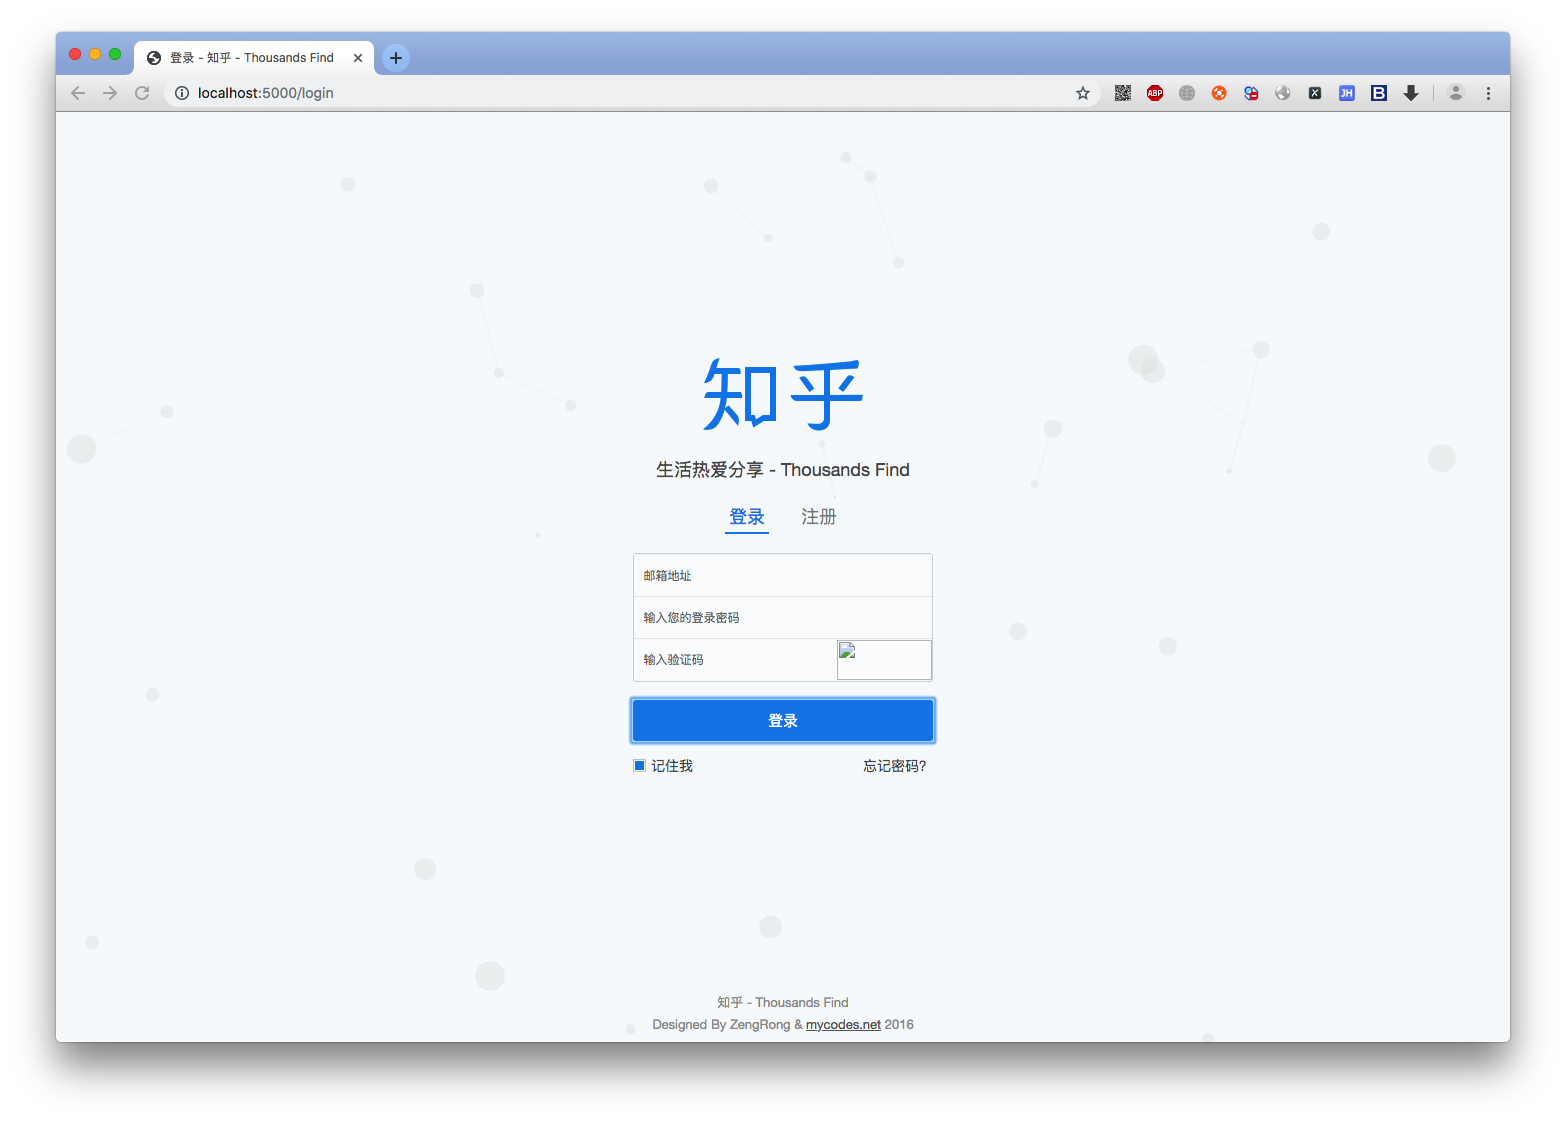 登录 - 知乎 - Thousands Find
localhost:5000/login
ABP
X
JH
B
知乎
生活热爱分享 - Thousands Find
登录 注册
邮箱地址
输入您的登录密码
输入验证码
登录
记住我 忘记密码?
知乎 - Thousands Find
Designed By ZengRong & mycodes.net 2016